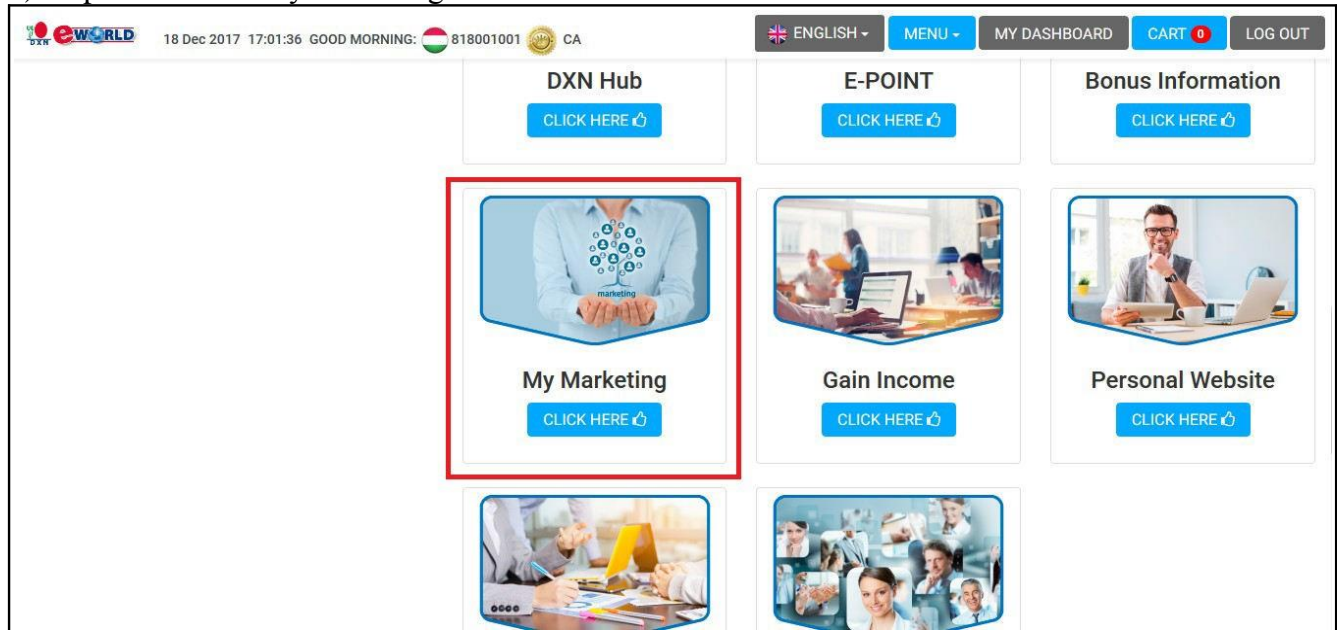 DXN eWORLD 18 Dec 2017 17:01:36 GOOD MORNING: 818001001 CA ENGLISH MENU MY DASHBOARD CART 0 LOG OUT
DXN Hub E-POINT Bonus Information
CLICK HERE CLICK HERE CLICK HERE
marketing
My Marketing Gain Income Personal Website
CLICK HERE CLICK HERE CLICK HERE